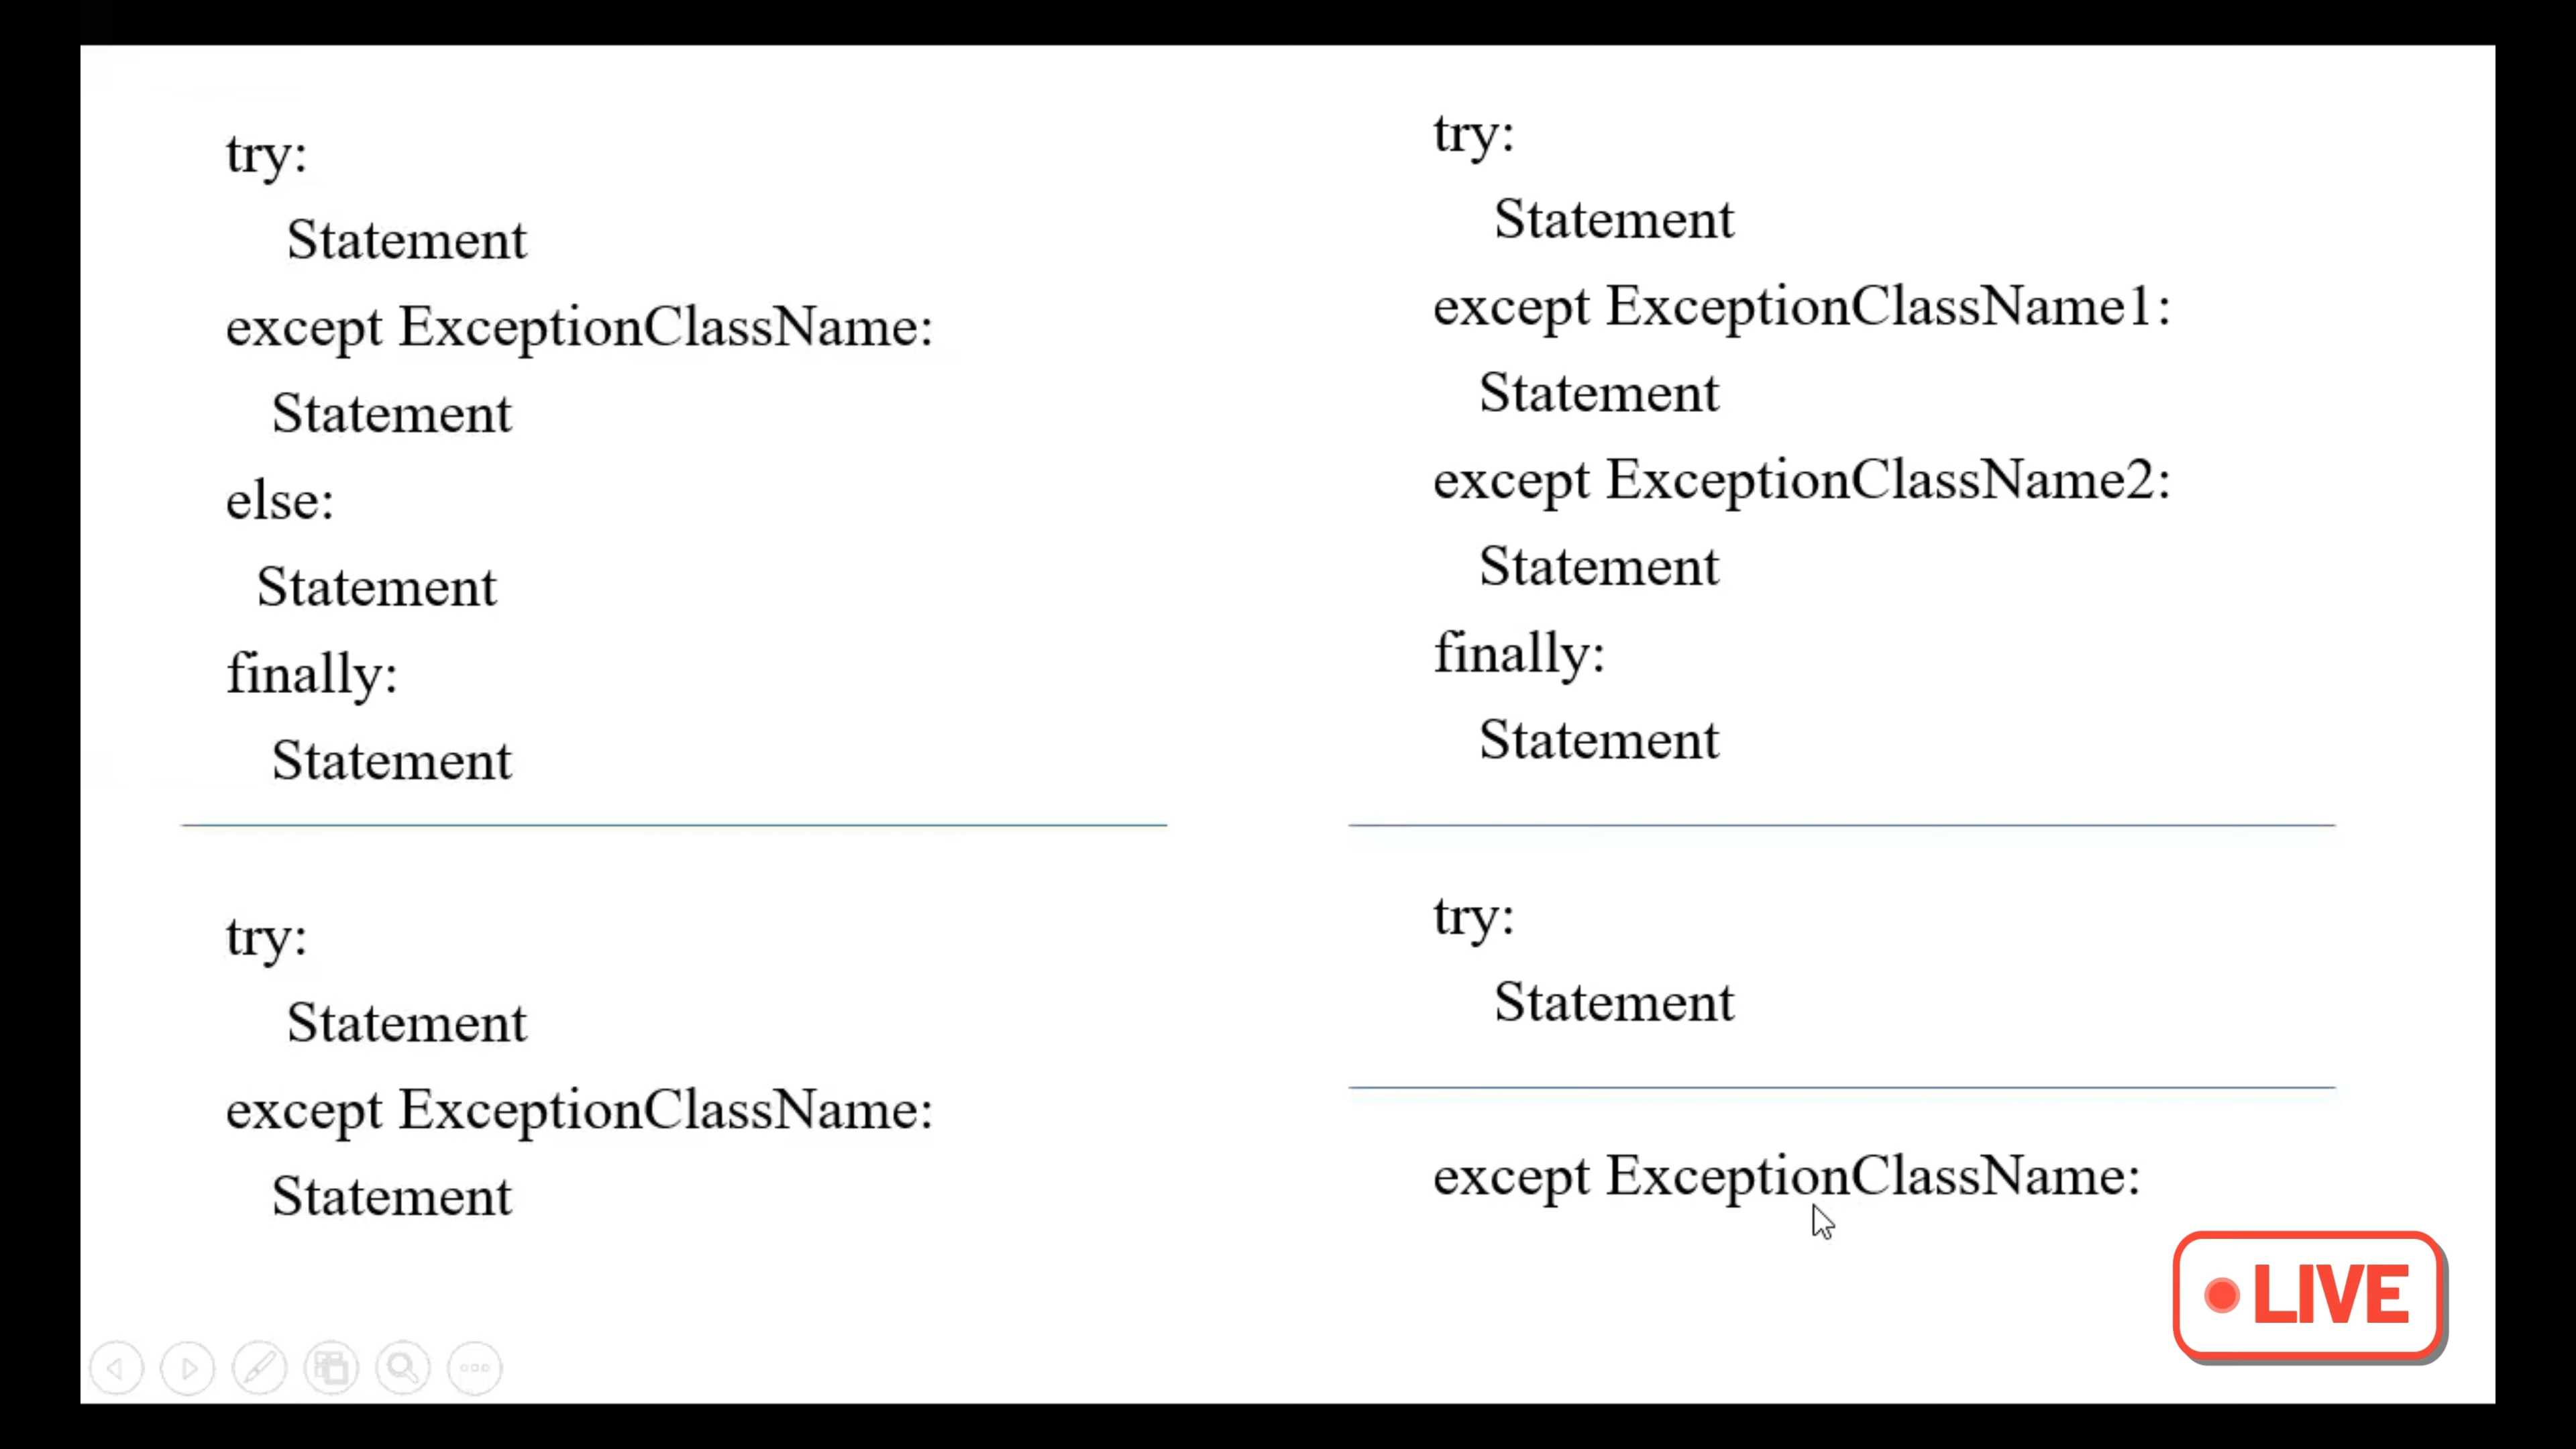 try:
Statement
except ExceptionClassName:
Statement
else:
Statement
finally:
Statement
try:
Statement
except ExceptionClassName:
Statement
try:
Statement
except ExceptionClassName1:
Statement
except ExceptionClassName2:
Statement
finally:
Statement
try:
Statement
except ExceptionClassName:
LIVE